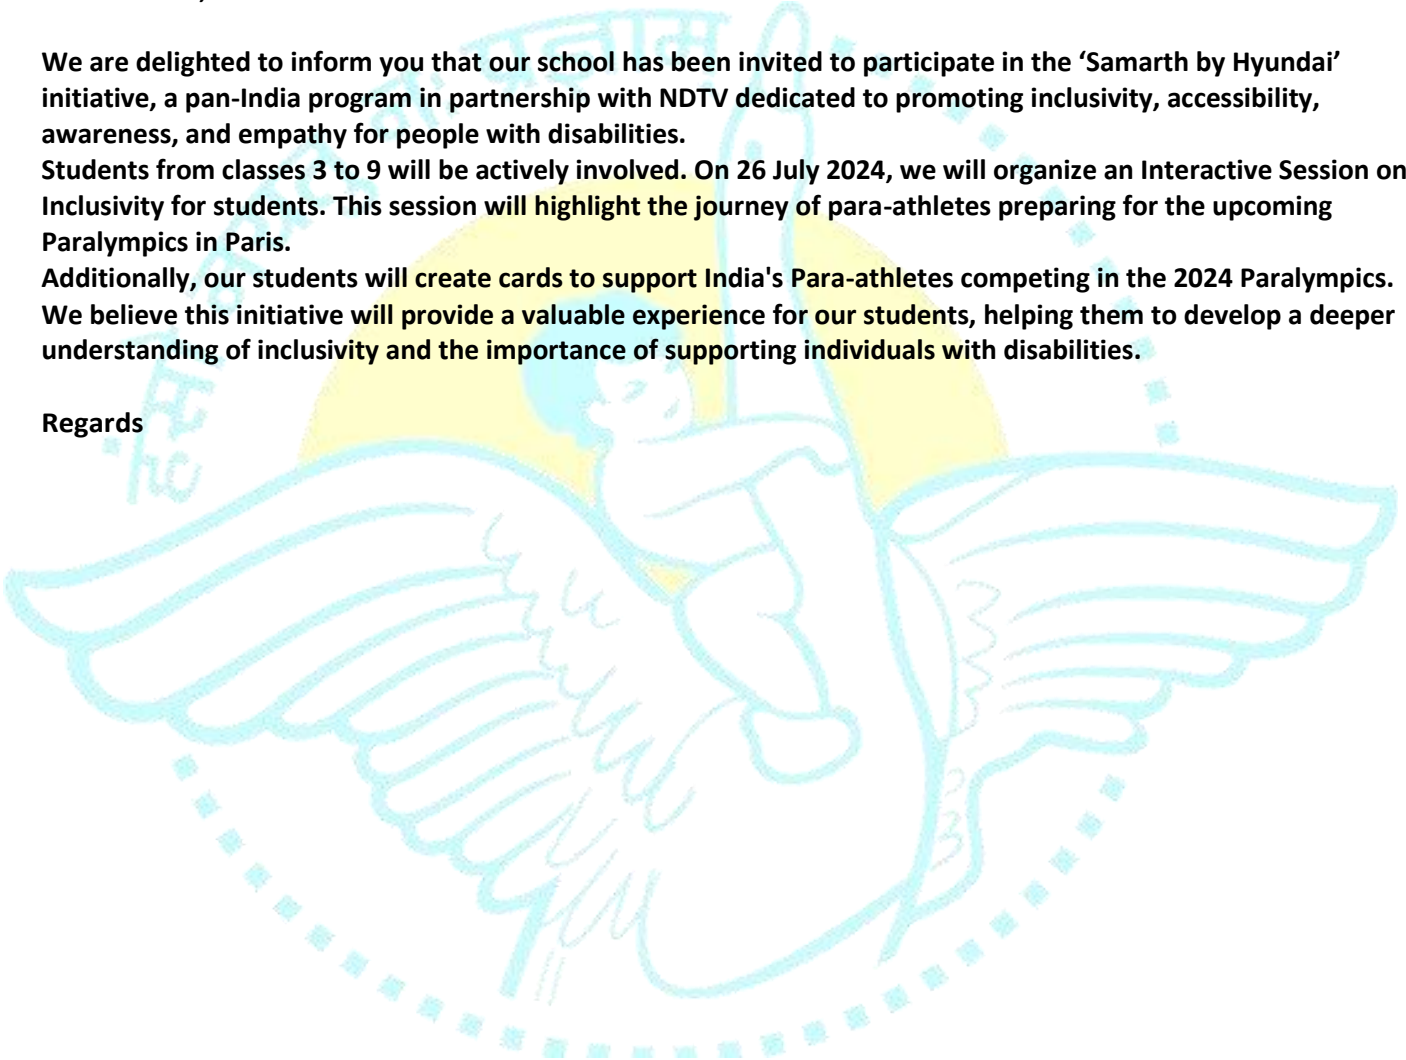 We are delighted to inform you that our school has been invited to participate in the ‘Samarth by Hyundai’
initiative, a pan-India program in partnership with NDTV dedicated to promoting inclusivity, accessibility,
awareness, and empathy for people with disabilities.
Students from classes 3 to 9 will be actively involved. On 26 July 2024, we will organize an Interactive Session on
Inclusivity for students. This session will highlight the journey of para-athletes preparing for the upcoming
Paralympics in Paris.
Additionally, our students will create cards to support India's Para-athletes competing in the 2024 Paralympics.
We believe this initiative will provide a valuable experience for our students, helping them to develop a deeper
understanding of inclusivity and the importance of supporting individuals with disabilities.
Regards